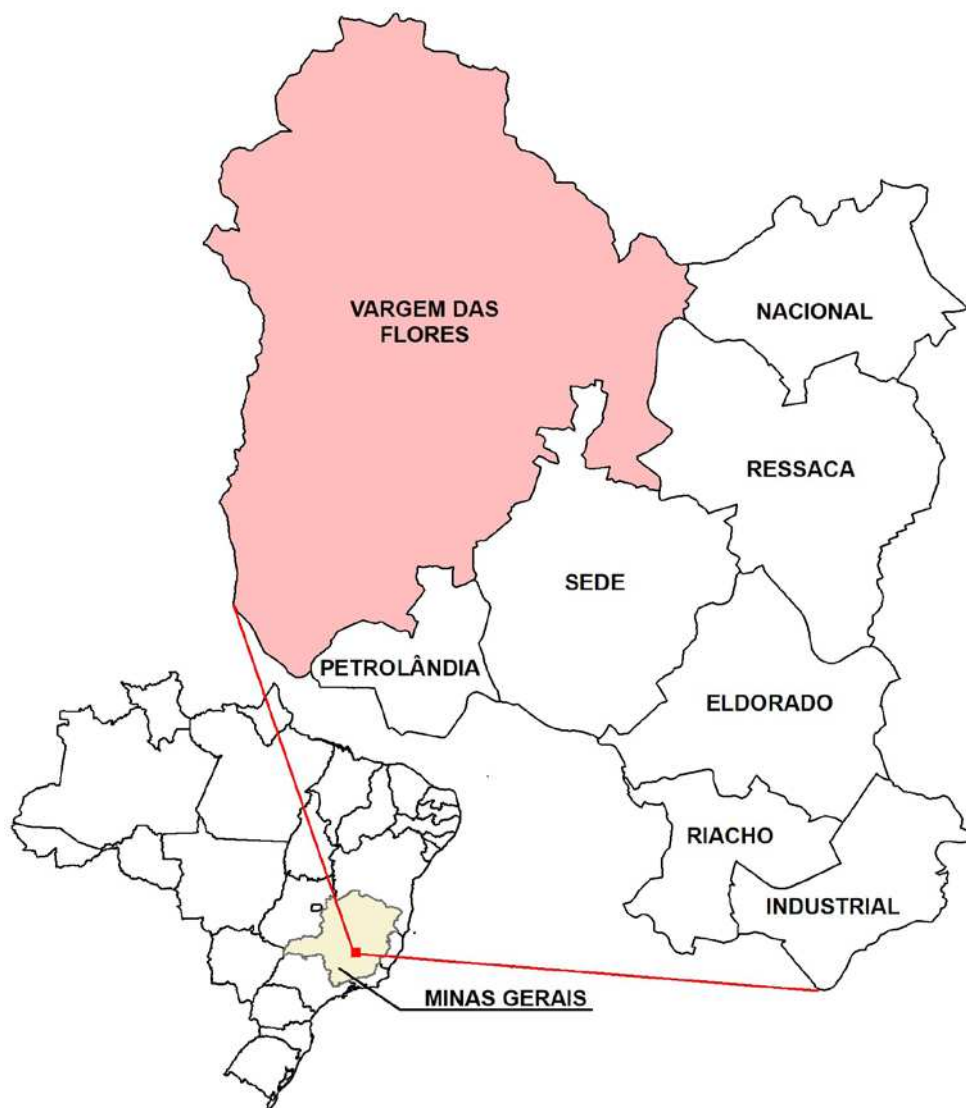 VARGEM DAS
FLORES
NACIONAL
RESSACA
SEDE
PETROLÂNDIA
ELDORADO
RIACHO
INDUSTRIAL
MINAS GERAIS